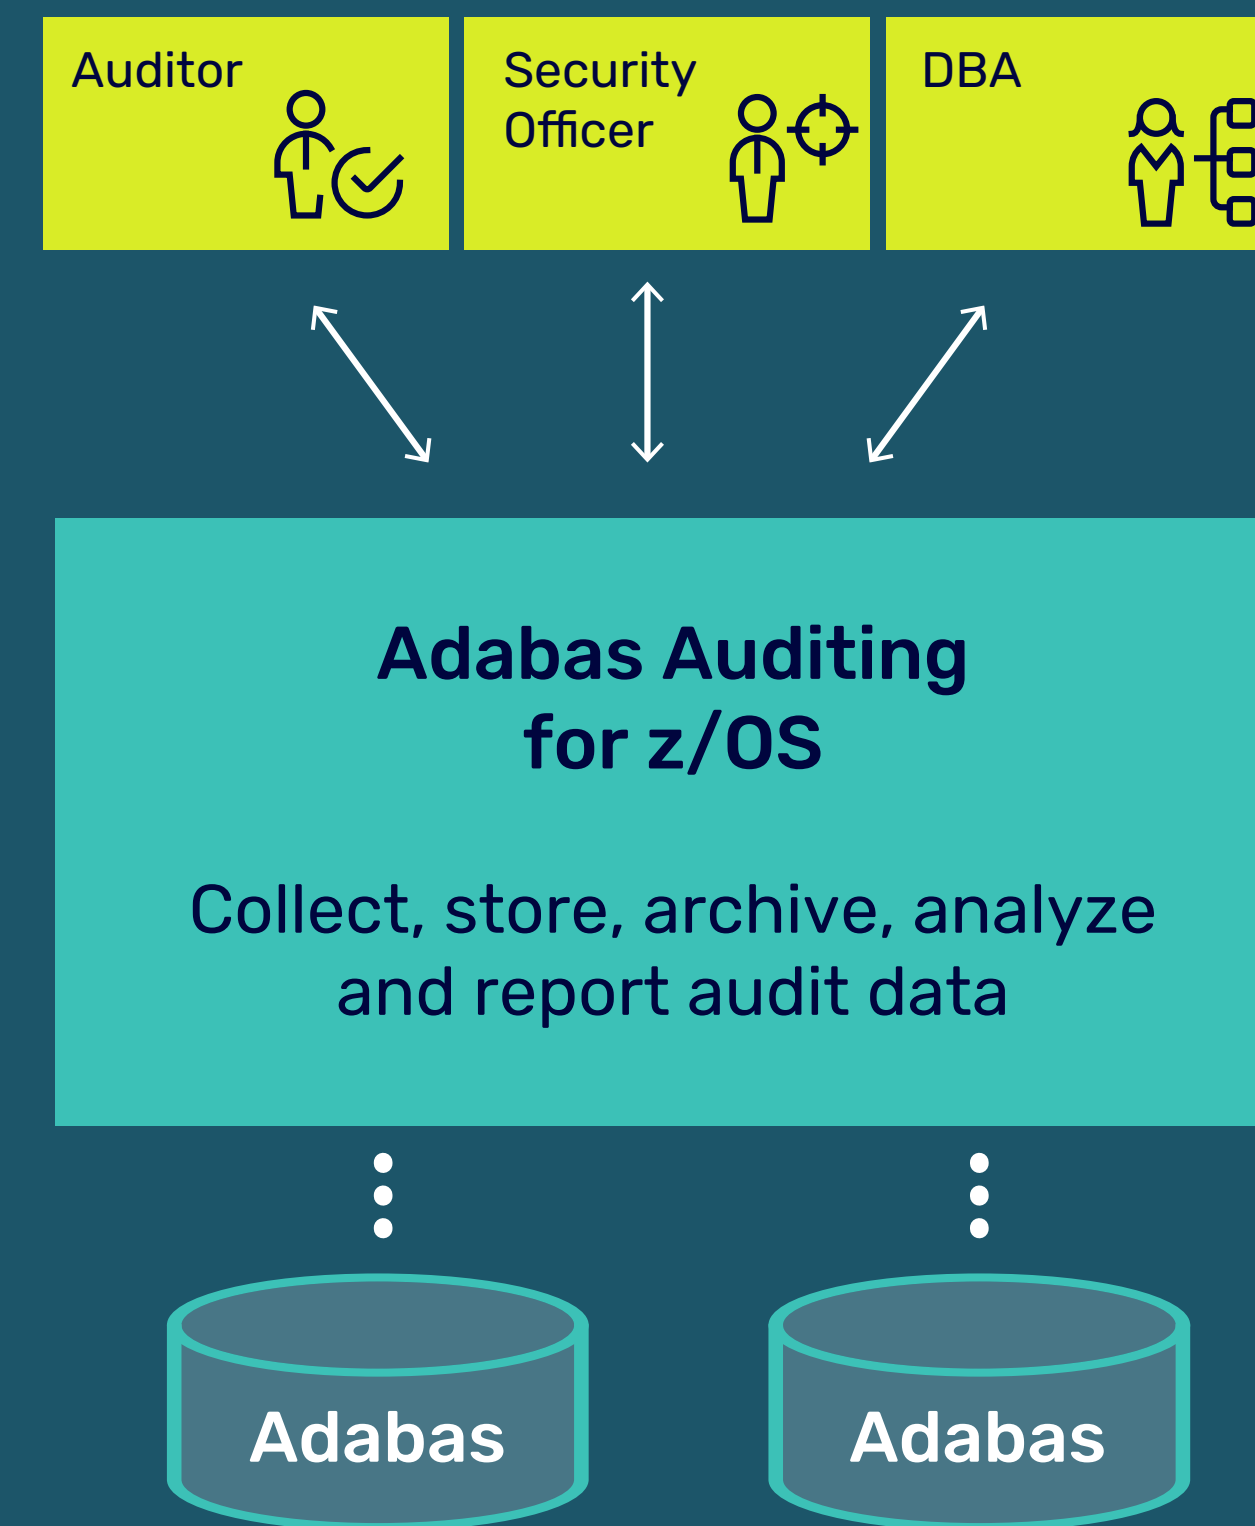 Auditor
Security
Officer
DBA
Adabas Auditing
for z/OS
Collect, store, archive, analyze
and report audit data
Adabas
Adabas